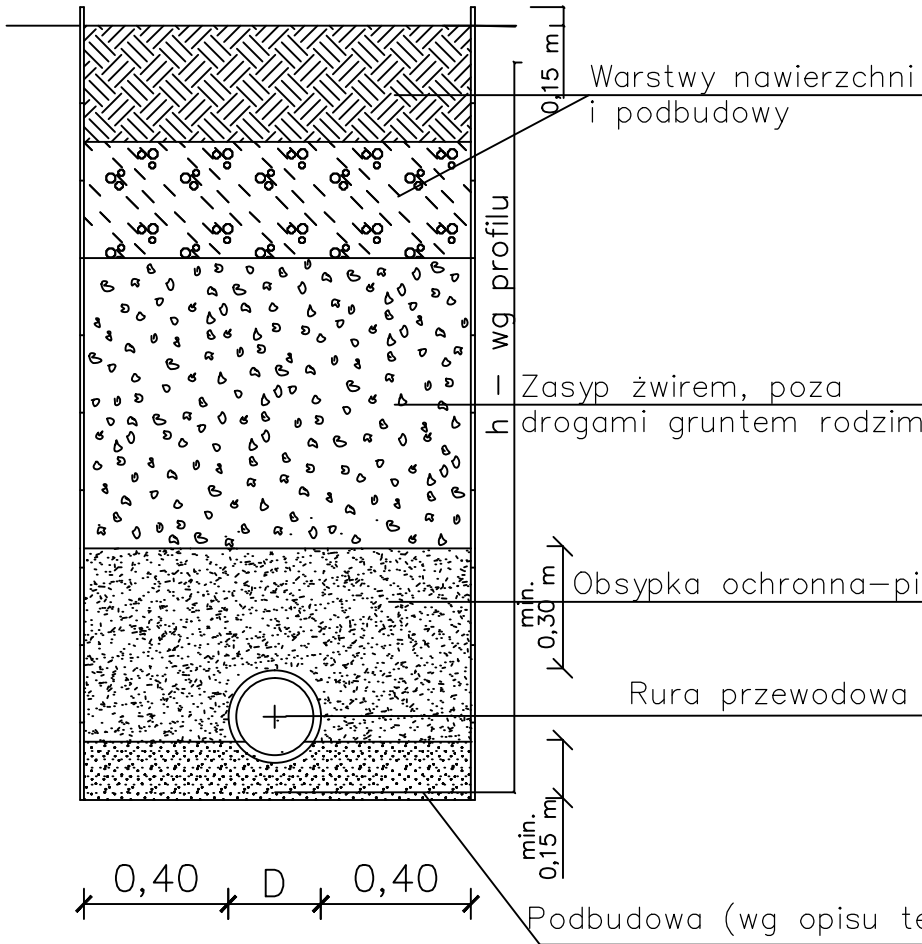 0,15 m
Warstwy nawierzchni
i podbudowy
h – wg profilu
Zasyp żwirem, poza
drogami gruntem rodzim
min.
0,30 m
Obsypka ochronna–pi
Rura przewodowa
min.
0,15 m
0,40 D 0,40
Podbudowa (wg opisu te